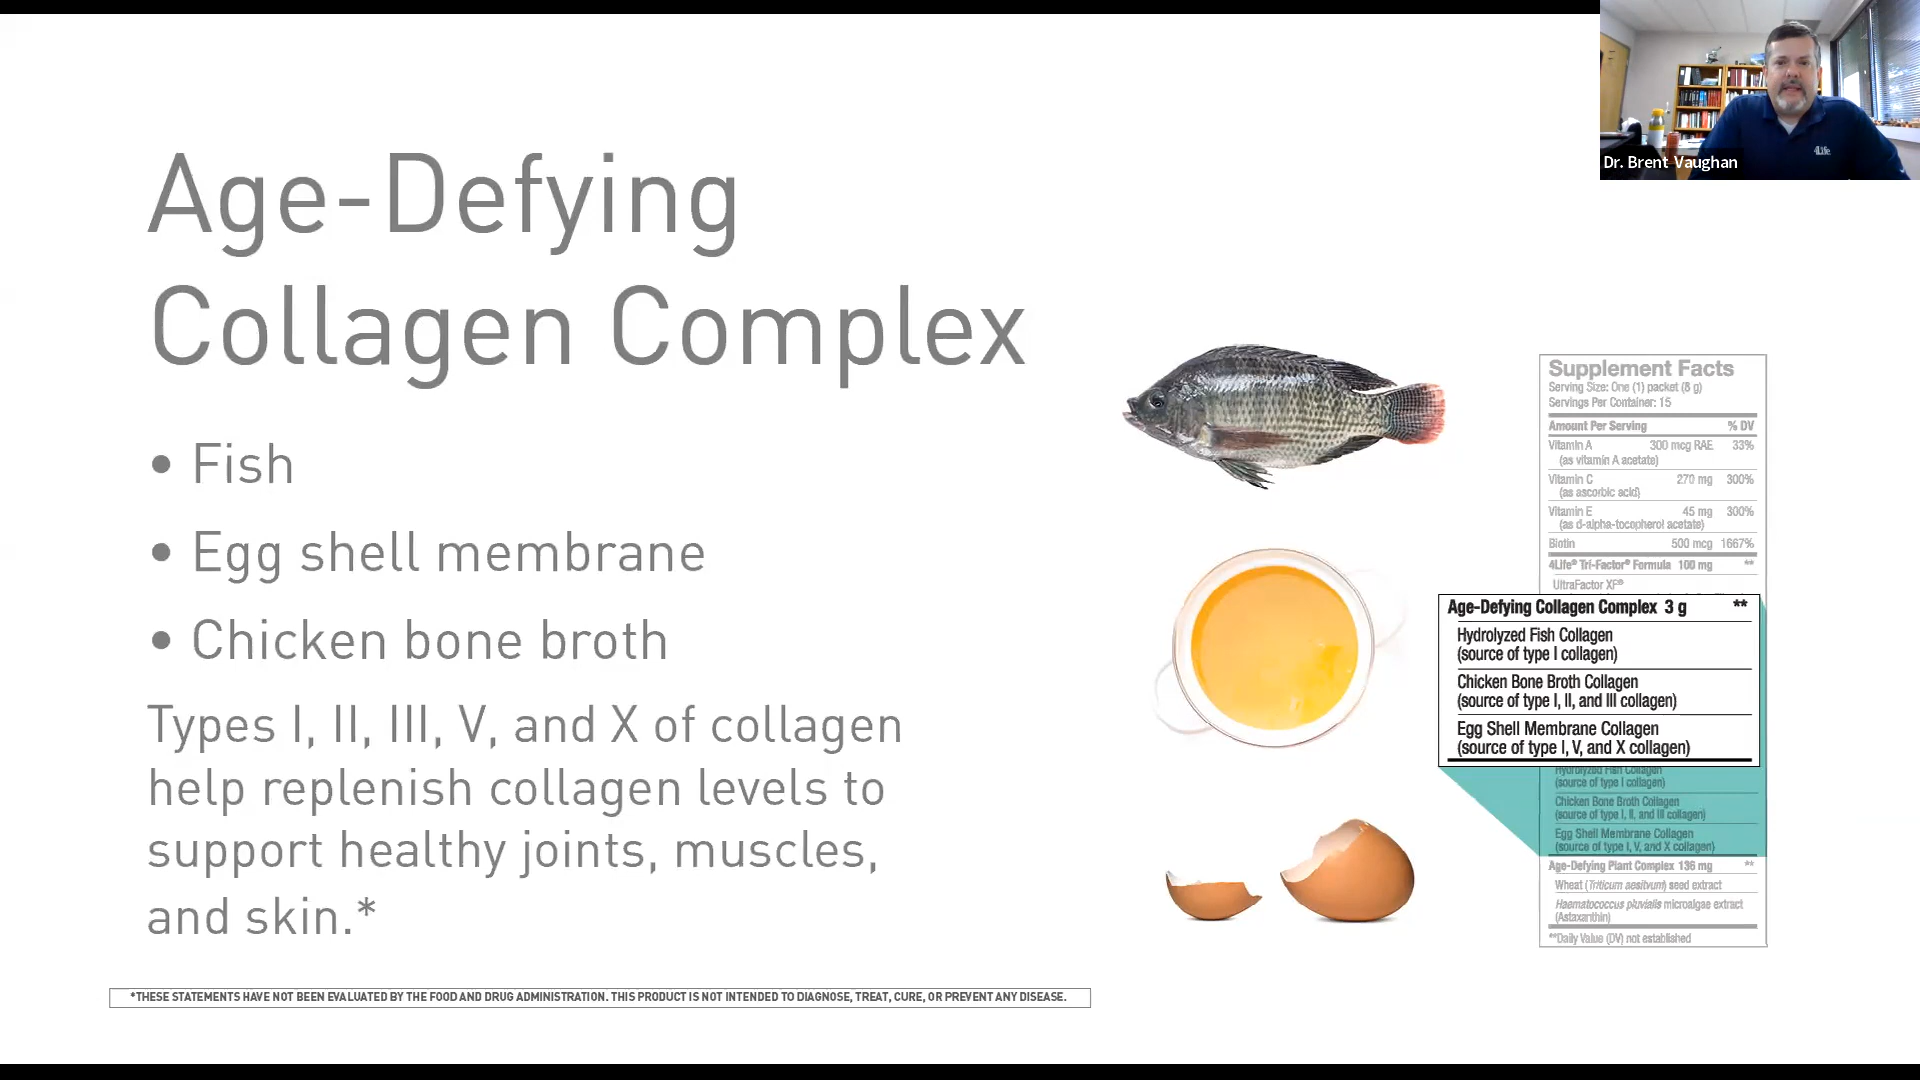 Age-Defying
Collagen Complex
• Fish
• Egg shell membrane
• Chicken bone broth
Types I, II, III, V, and X of collagen
help replenish collagen levels to
support healthy joints, muscles,
and skin.*
*THESE STATEMENTS HAVE NOT BEEN EVALUATED BY THE FOOD AND DRUG ADMINISTRATION. THIS PRODUCT IS NOT INTENDED TO DIAGNOSE, TREAT, CURE, OR PREVENT ANY DISEASE.
4Life
Dr. Brent Vaughan
Supplement Facts
Serving Size: One (1) packet (8 g)
Servings Per Container: 15
Amount Per Serving % DV
Vitamin A 300 mcg RAE 33%
(as vitamin A acetate)
Vitamin C 270 mg 300%
(as ascorbic acid)
Vitamin E 45 mg 300%
(as d-alpha-tocopherol acetate)
Biotin 500 mcg 1667%
4Life® Tri-Factor® Formula 100 mg **
UltraFactor XF®
Age-Defying Collagen Complex 3 g **
Hydrolyzed Fish Collagen
(source of type I collagen)
Chicken Bone Broth Collagen
(source of type I, II, and III collagen)
Egg Shell Membrane Collagen
(source of type I, V, and X collagen)
Hydrolyzed Fish Collagen
(source of type I collagen)
Chicken Bone Broth Collagen
(source of type I, II, and III collagen)
Egg Shell Membrane Collagen
(source of type I, V, and X collagen)
Age-Defying Plant Complex 136 mg **
Wheat (Triticum aestivum) seed extract
Haematococcus pluvialis microalgae extract
(Astaxanthin)
**Daily Value (DV) not established